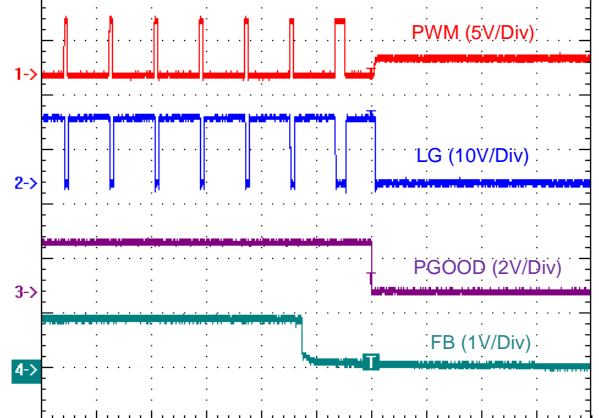 PWM (5V/Div)
1->
T
LG (10V/Div)
2->
PGOOD (2V/Div)
T
3->
FB (1V/Div)
T
4->